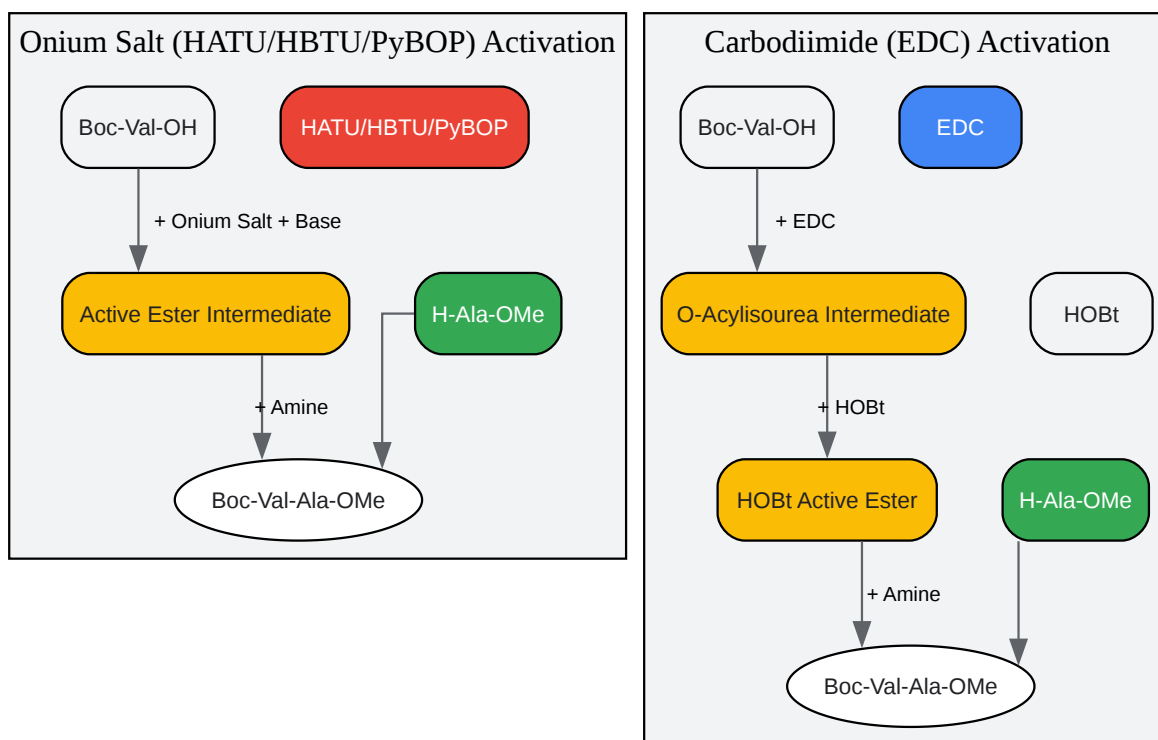 Onium Salt (HATU/HBTU/PyBOP) Activation
Boc-Val-OH
HATU/HBTU/PyBOP
+ Onium Salt + Base
Active Ester Intermediate
H-Ala-OMe
+ Amine
Boc-Val-Ala-OMe
Carbodiimide (EDC) Activation
Boc-Val-OH
EDC
+ EDC
O-Acylisourea Intermediate
HOBt
+ HOBt
HOBt Active Ester
H-Ala-OMe
+ Amine
Boc-Val-Ala-OMe